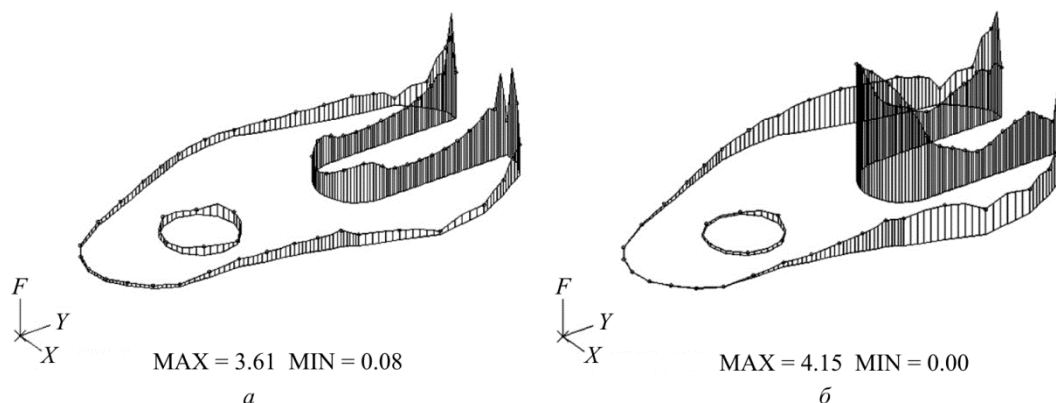 F
Y
X
MAX = 3.61 MIN = 0.08
а
F
Y
X
MAX = 4.15 MIN = 0.00
б